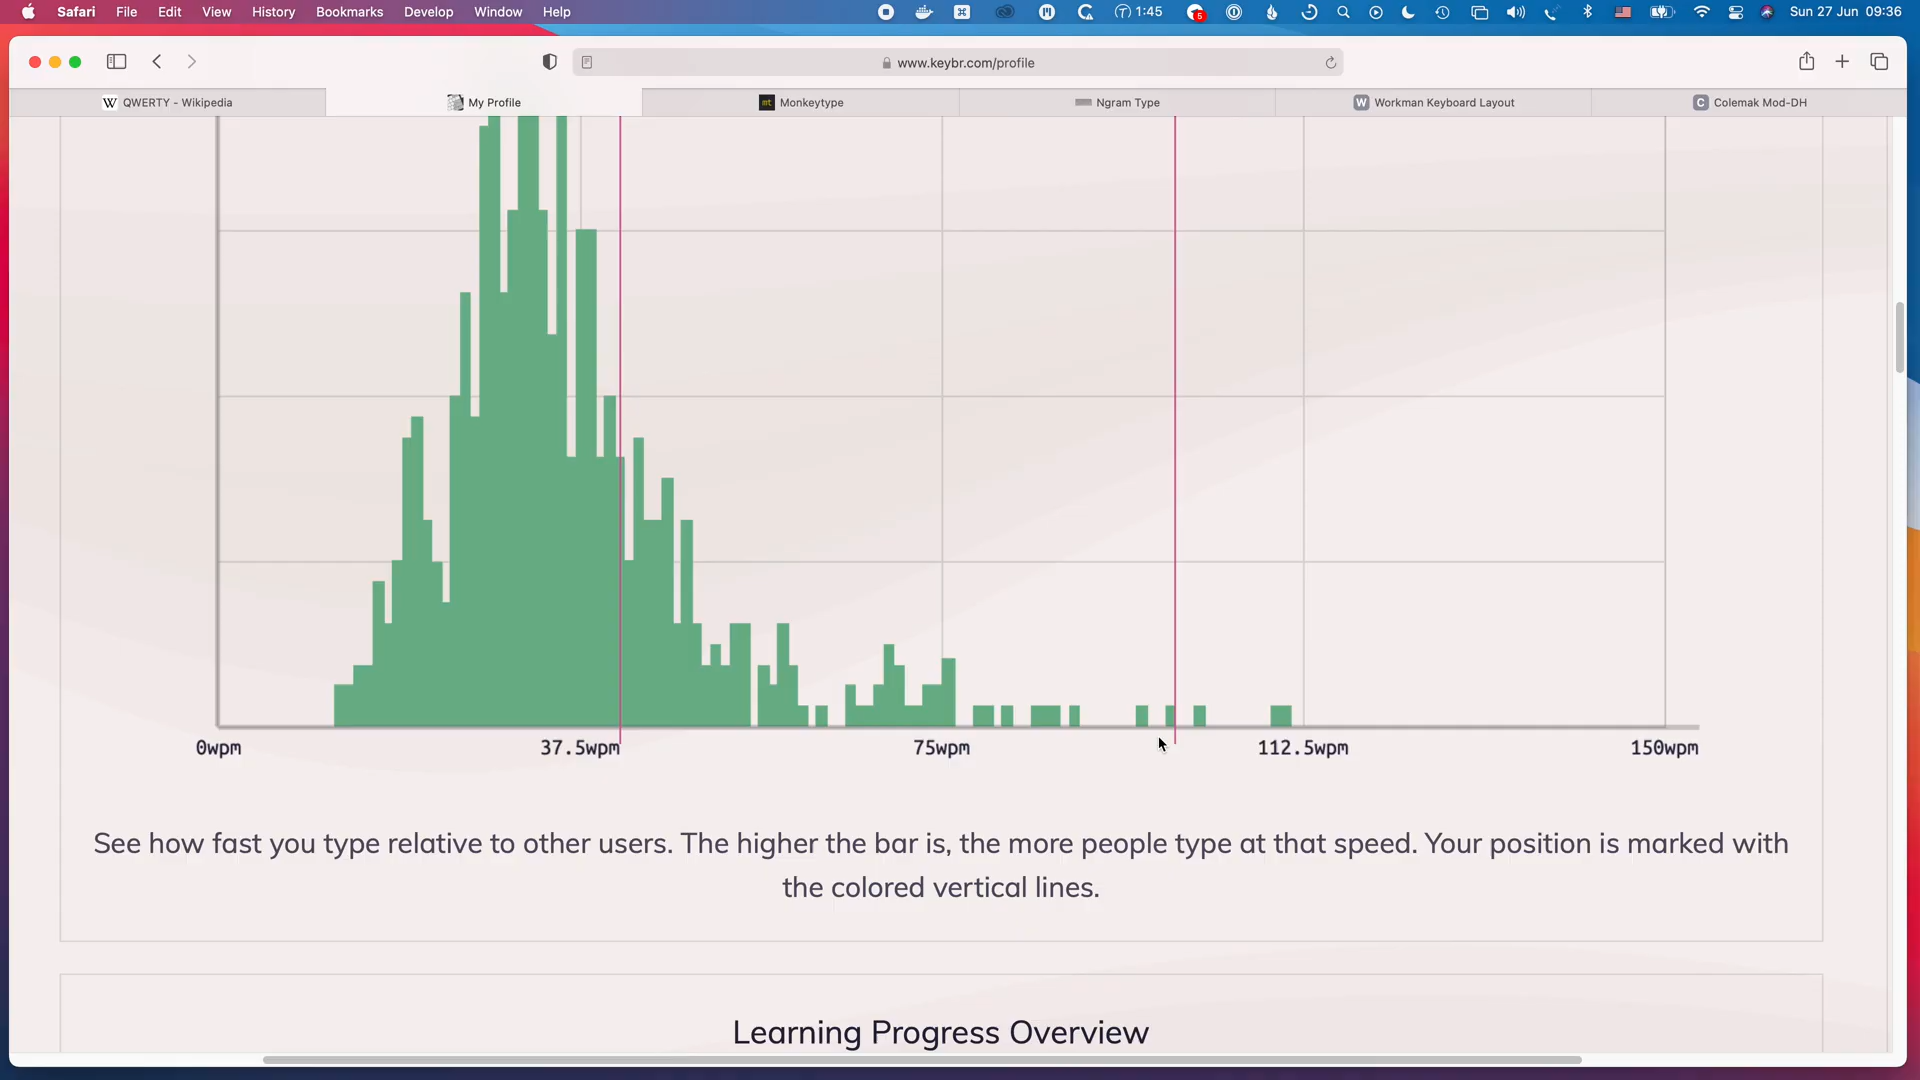 Safari File Edit View History Bookmarks Develop Window Help 1:45 5 Sun 27 Jun 09:36
www.keybr.com/profile
W QWERTY - Wikipedia My Profile mt Monkeytype Ngram Type W Workman Keyboard Layout C Colemak Mod-DH
0wpm 37.5wpm 75wpm 112.5wpm 150wpm
See how fast you type relative to other users. The higher the bar is, the more people type at that speed. Your position is marked with
the colored vertical lines.
Learning Progress Overview